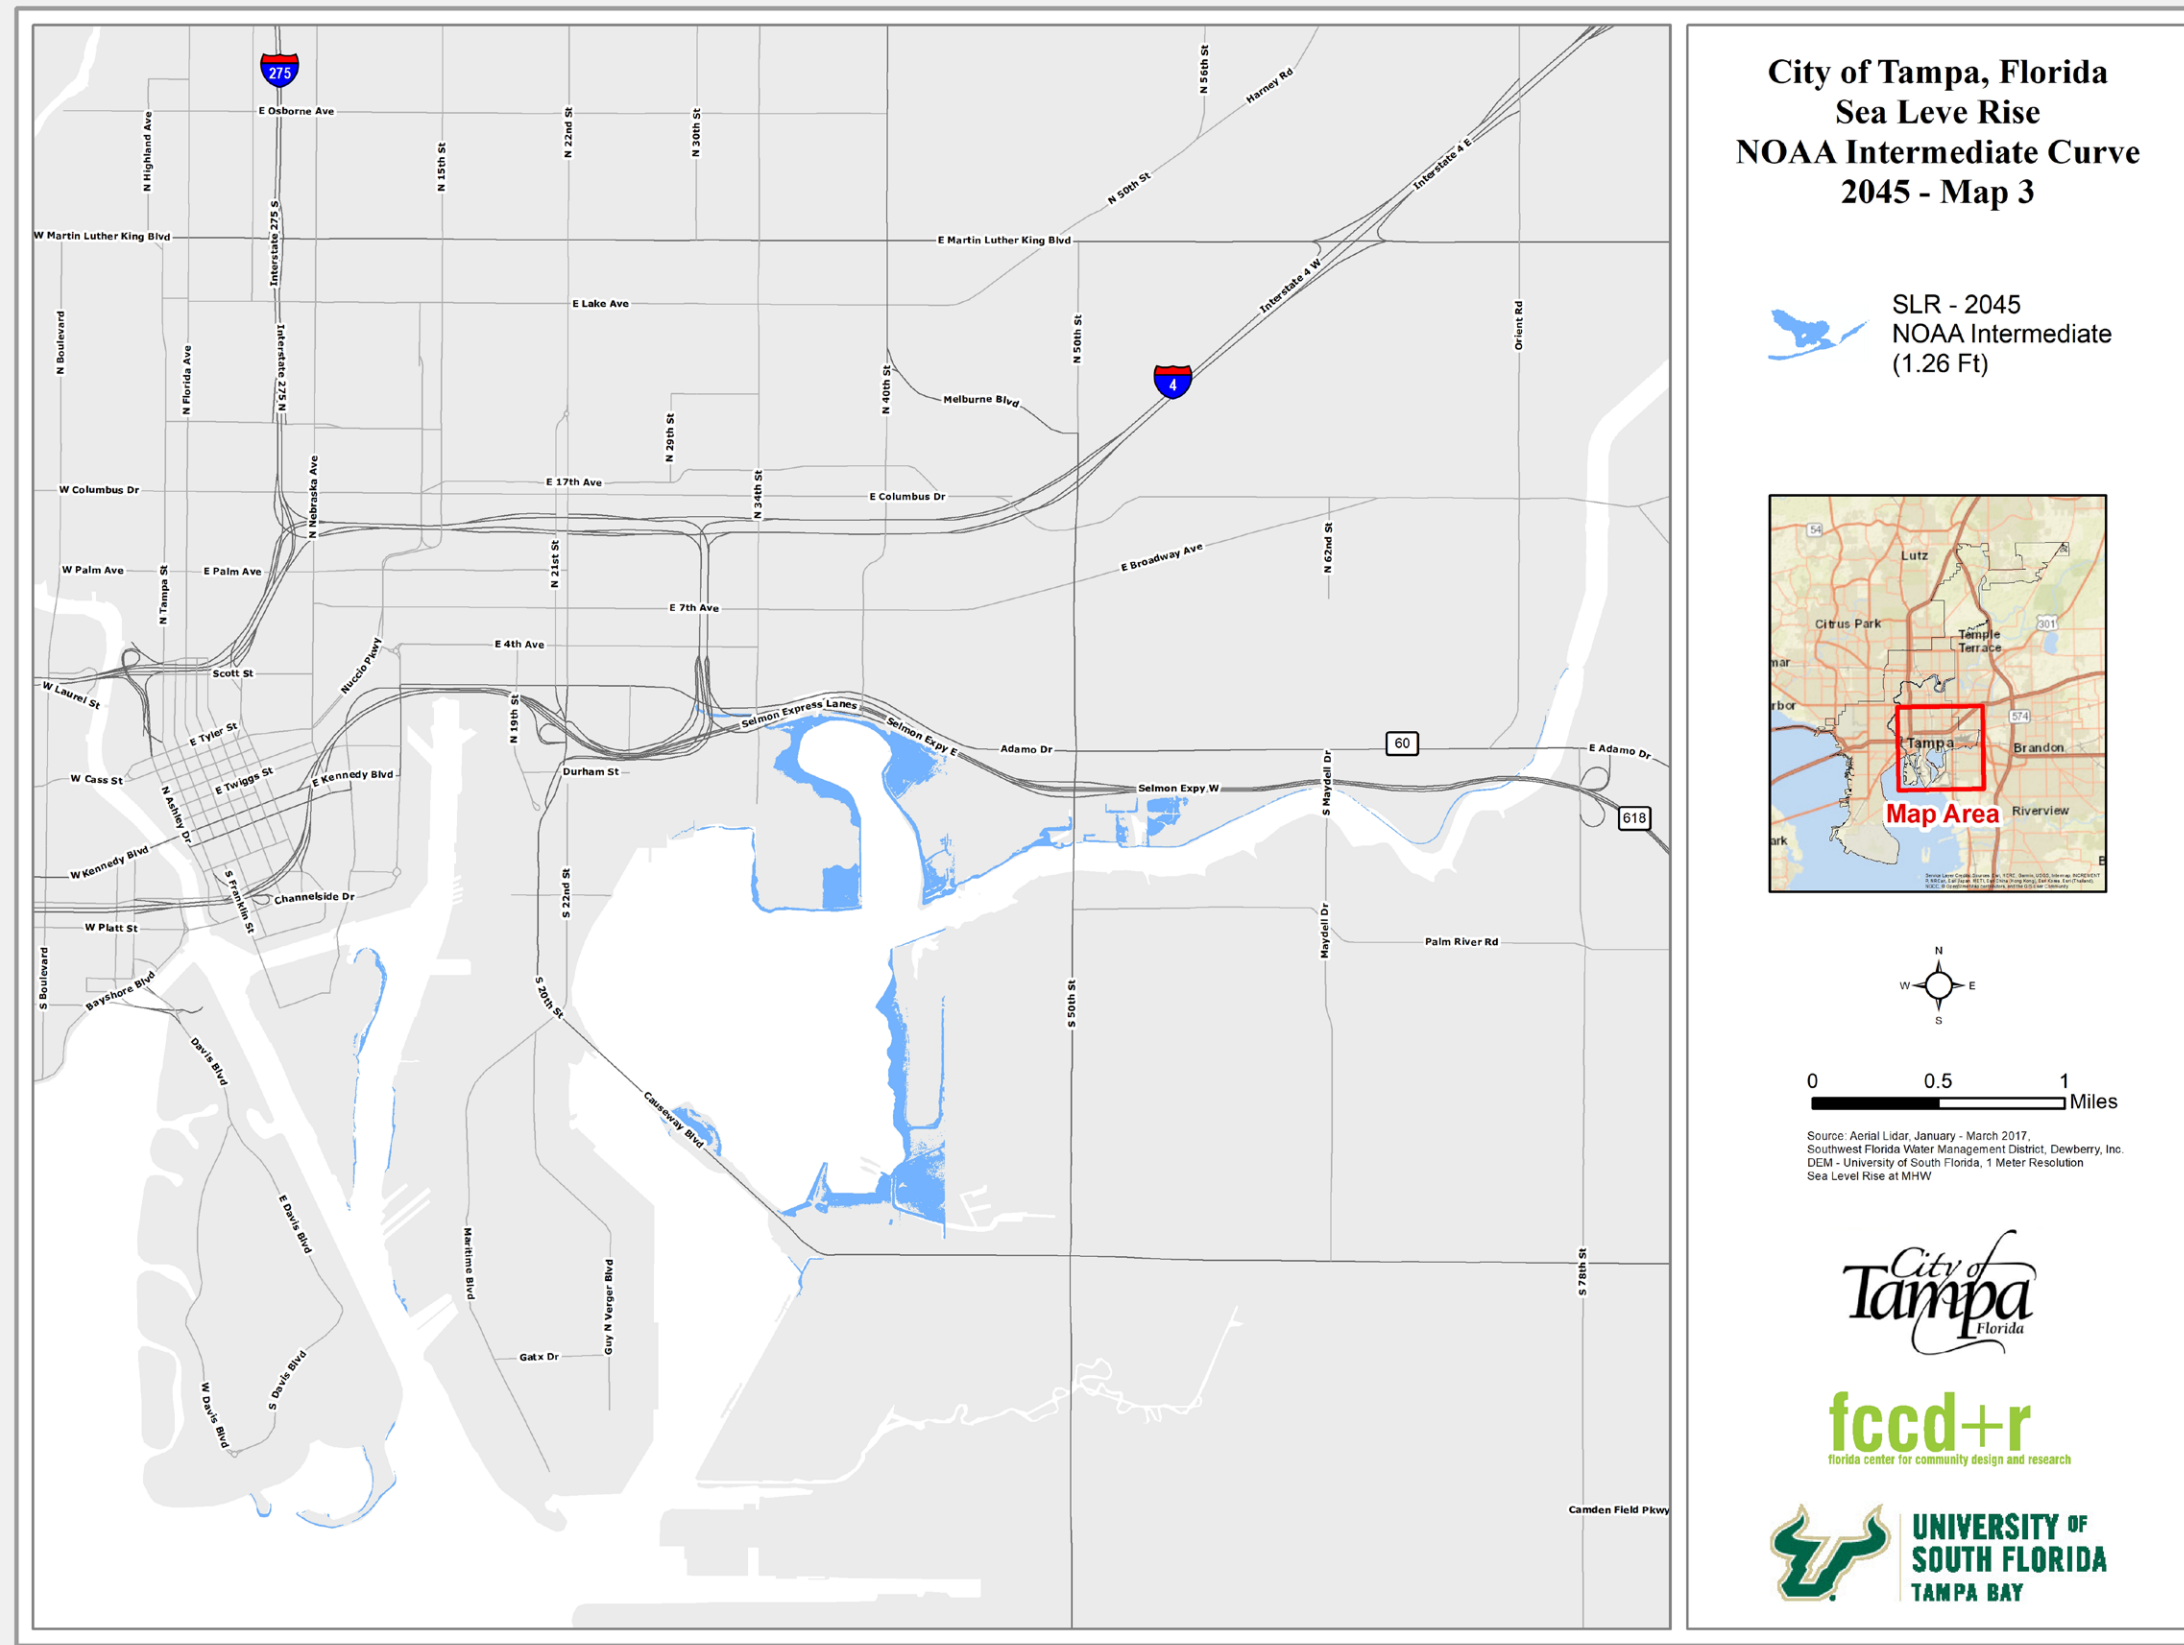 City of Tampa, Florida
Sea Leve Rise
NOAA Intermediate Curve
2045 - Map 3
SLR - 2045
NOAA Intermediate
(1.26 Ft)
54
Lutz
Citrus Park
301
Temple
Terrace
mar
rbor
574
Tampa
Brandon
Map Area
Riverview
ark
B
N
W
E
S
0
0.5
1
Miles
Source: Aerial Lidar, January - March 2017,
Southwest Florida Water Management District, Dewberry, Inc.
DEM - University of South Florida, 1 Meter Resolution
Sea Level Rise at MHW
City of
Tampa
Florida
fccd+r
florida center for community design and research
UNIVERSITY OF
SOUTH FLORIDA
TAMPA BAY
275
E Osborne Ave
N Highland Ave
N 15th St
N 22nd St
N 30th St
N 56th St
Harney Rd
N 50th St
Interstate 4 E
Interstate 275 S
W Martin Luther King Blvd
E Martin Luther King Blvd
Interstate 4 W
E Lake Ave
N Boulevard
N Florida Ave
Interstate 275 N
N 50th St
Orient Rd
4
N 40th St
Melburne Blvd
N 29th St
W Columbus Dr
N Nebraska Ave
E 17th Ave
N 34th St
E Columbus Dr
N 62nd St
W Palm Ave
N Tampa St
E Palm Ave
N 21st St
E Broadway Ave
E 7th Ave
E 4th Ave
Nuccio Pkwy
Scott St
W Laurel St
N 19th St
Selmon Express Lanes
Selmon Expy E
E Tyler St
Adamo Dr
60
E Adamo Dr
W Cass St
E Twiggs St
E Kennedy Blvd
Durham St
Selmon Expy W
S Maydell Dr
618
N Ashley Dr
W Kennedy Blvd
S Franklin St
Channelside Dr
S 22nd St
W Platt St
Maydell Dr
Palm River Rd
S Boulevard
Bayshore Blvd
S 20th St
S 50th St
Davis Blvd
Causeway Blvd
E Davis Blvd
Maritime Blvd
Guy N Verger Blvd
S 78th St
Gatx Dr
S Davis Blvd
W Davis Blvd
Camden Field Pkwy